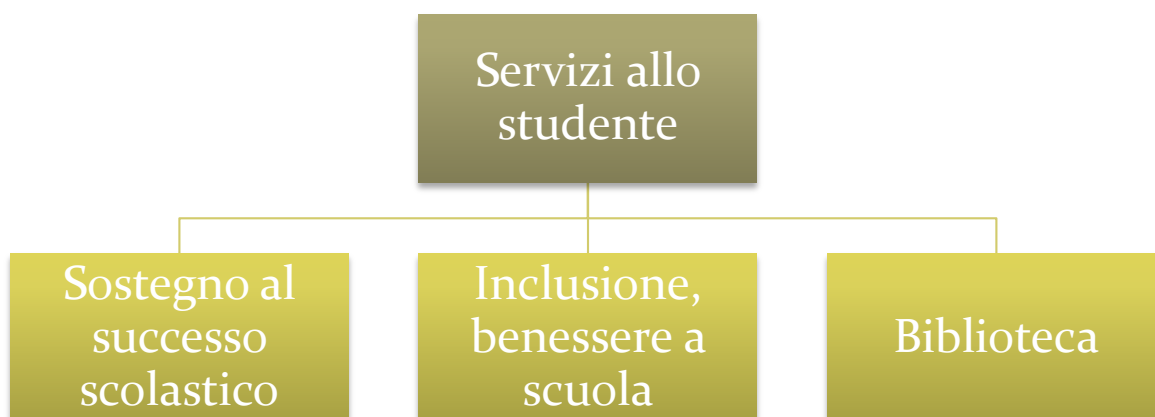 Servizi allo
studente
Sostegno al
successo
scolastico
Inclusione,
benessere a
scuola
Biblioteca